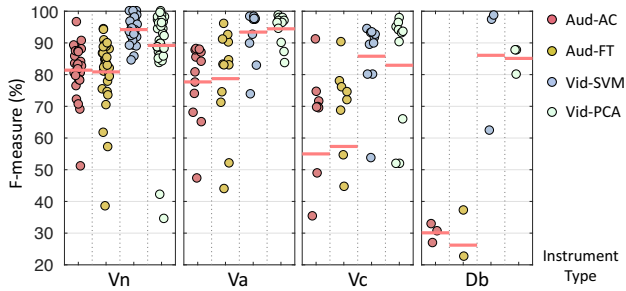 F-measure (%)
100
90
80
70
60
50
40
30
20
Vn
Va
Vc
Db
Aud-AC
Aud-FT
Vid-SVM
Vid-PCA
Instrument
Type